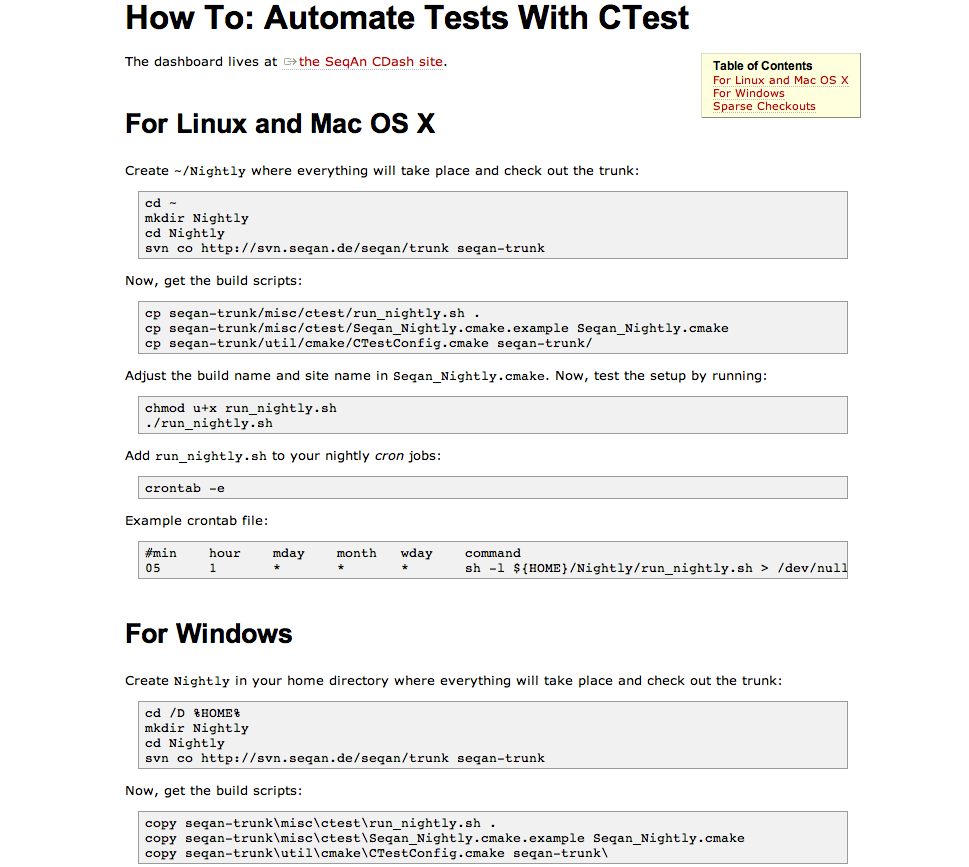 How To: Automate Tests With CTest
The dashboard lives at the SeqAn CDash site.
Table of Contents
For Linux and Mac OS X
For Windows
Sparse Checkouts
For Linux and Mac OS X
Create ~/Nightly where everything will take place and check out the trunk:
cd ~
mkdir Nightly
cd Nightly
svn co http://svn.seqan.de/seqan/trunk seqan-trunk
Now, get the build scripts:
cp seqan-trunk/misc/ctest/run_nightly.sh .
cp seqan-trunk/misc/ctest/Seqan_Nightly.cmake.example Seqan_Nightly.cmake
cp seqan-trunk/util/cmake/CTestConfig.cmake seqan-trunk/
Adjust the build name and site name in Seqan_Nightly.cmake. Now, test the setup by running:
chmod u+x run_nightly.sh
./run_nightly.sh
Add run_nightly.sh to your nightly cron jobs:
crontab -e
Example crontab file:
#min    hour    mday    month   wday    command
05      1       *       *       *       sh -l ${HOME}/Nightly/run_nightly.sh > /dev/null
For Windows
Create Nightly in your home directory where everything will take place and check out the trunk:
cd /D %HOME%
mkdir Nightly
cd Nightly
svn co http://svn.seqan.de/seqan/trunk seqan-trunk
Now, get the build scripts:
copy seqan-trunk\misc\ctest\run_nightly.sh .
copy seqan-trunk\misc\ctest\Seqan_Nightly.cmake.example Seqan_Nightly.cmake
copy seqan-trunk\util\cmake\CTestConfig.cmake seqan-trunk\